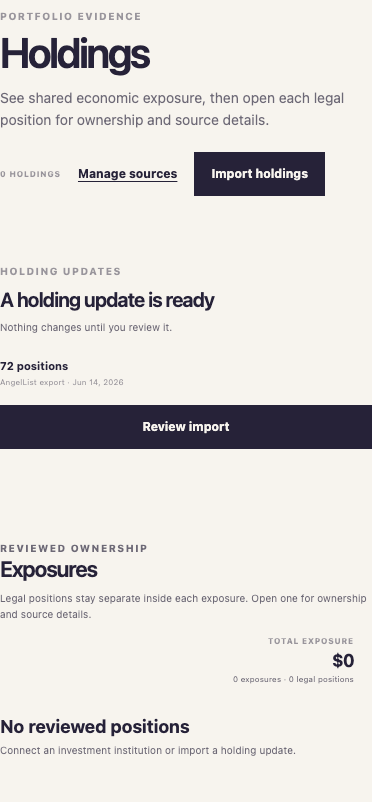 PORTFOLIO EVIDENCE
Holdings
See shared economic exposure, then open each legal
position for ownership and source details.
0 HOLDINGS Manage sources Import holdings
HOLDING UPDATES
A holding update is ready
Nothing changes until you review it.
72 positions
AngelList export · Jun 14, 2026
Review import
REVIEWED OWNERSHIP
Exposures
Legal positions stay separate inside each exposure. Open one for ownership
and source details.
TOTAL EXPOSURE
$0
0 exposures · 0 legal positions
No reviewed positions
Connect an investment institution or import a holding update.